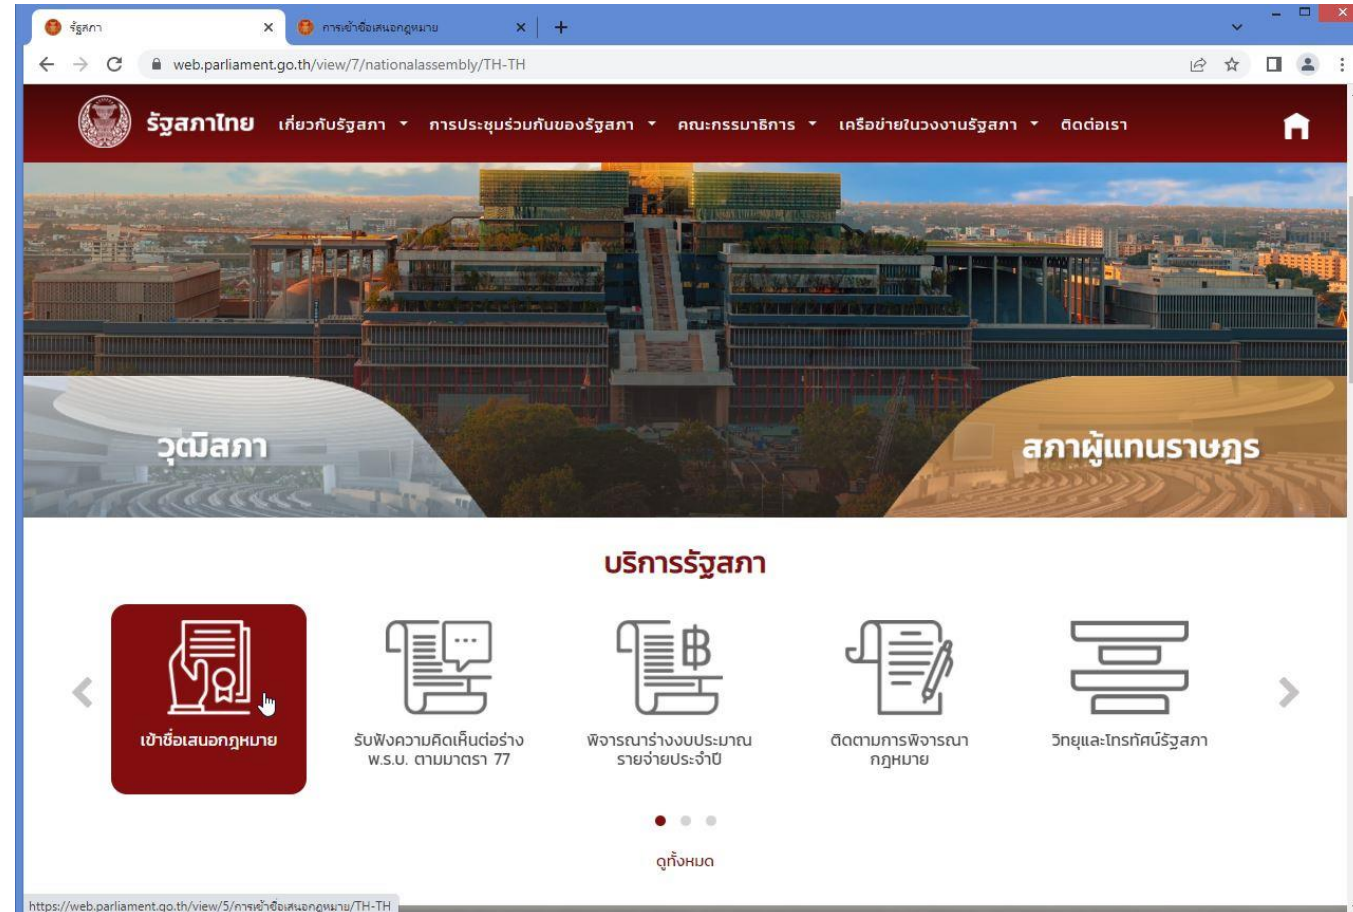 รัฐสภา
การเข้าชื่อเสนอกฎหมาย
web.parliament.go.th/view/7/nationalassembly/TH-TH
รัฐสภาไทย เกี่ยวกับรัฐสภา การประชุมร่วมกันของรัฐสภา คณะกรรมาธิการ เครือข่ายในวงงานรัฐสภา ติดต่อเรา
วุฒิสภา
สภาผู้แทนราษฎร
บริการรัฐสภา
เข้าชื่อเสนอกฎหมาย
รับฟังความคิดเห็นต่อร่าง
พ.ร.บ. ตามมาตรา 77
พิจารณาร่างงบประมาณ
รายจ่ายประจำปี
ติดตามการพิจารณา
กฎหมาย
วิทยุและโทรทัศน์รัฐสภา
ดูทั้งหมด
https://web.parliament.go.th/view/5/การเข้าชื่อเสนอกฎหมาย/TH-TH